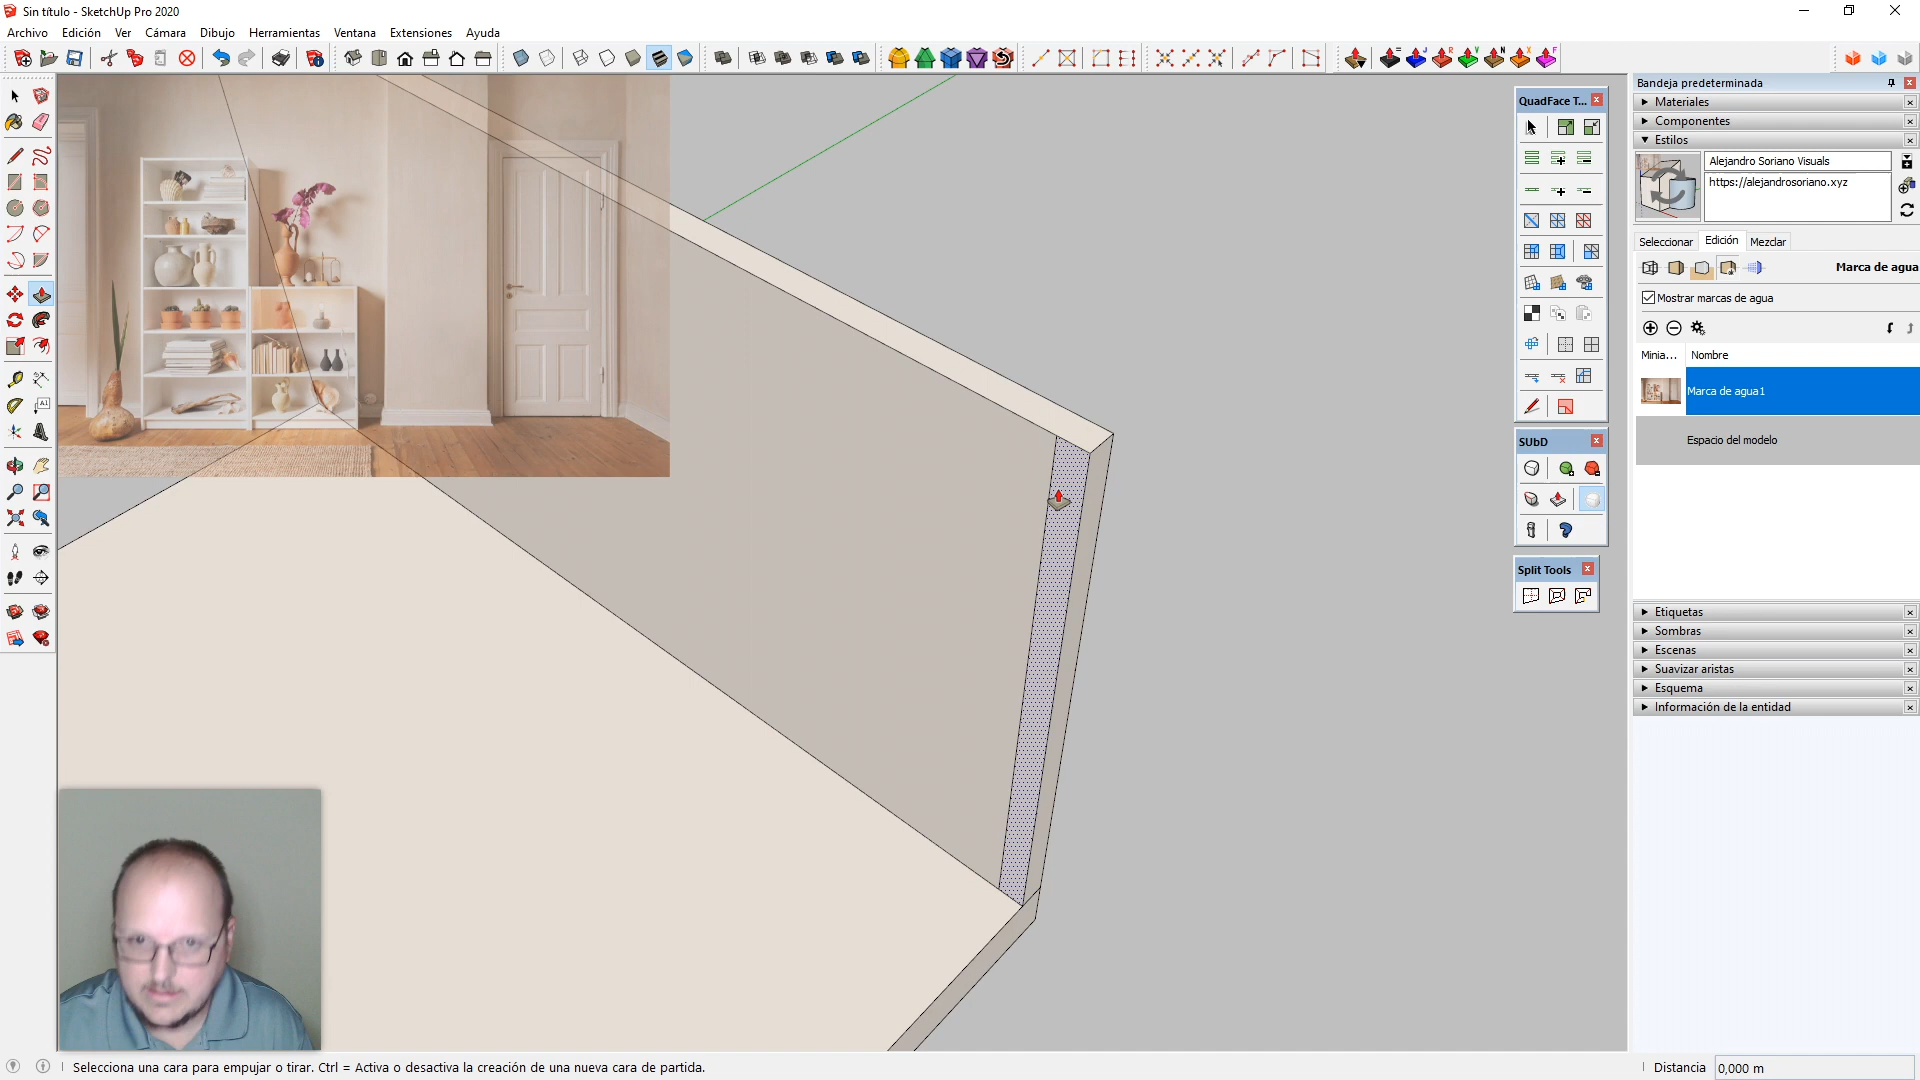 Sin título - SketchUp Pro 2020
Archivo Edición Ver Cámara Dibujo Herramientas Ventana Extensiones Ayuda
QuadFace T...
SUbD
Split Tools
Bandeja predeterminada
Materiales
Componentes
Estilos
Alejandro Soriano Visuals
https://alejandrosoriano.xyz
Seleccionar Edición Mezclar
Marca de agua
Mostrar marcas de agua
Minia... Nombre
Marca de agua1
Espacio del modelo
Etiquetas
Sombras
Escenas
Suavizar aristas
Esquema
Información de la entidad
Selecciona una cara para empujar o tirar. Ctrl = Activa o desactiva la creación de una nueva cara de partida.
Distancia 0,000 m